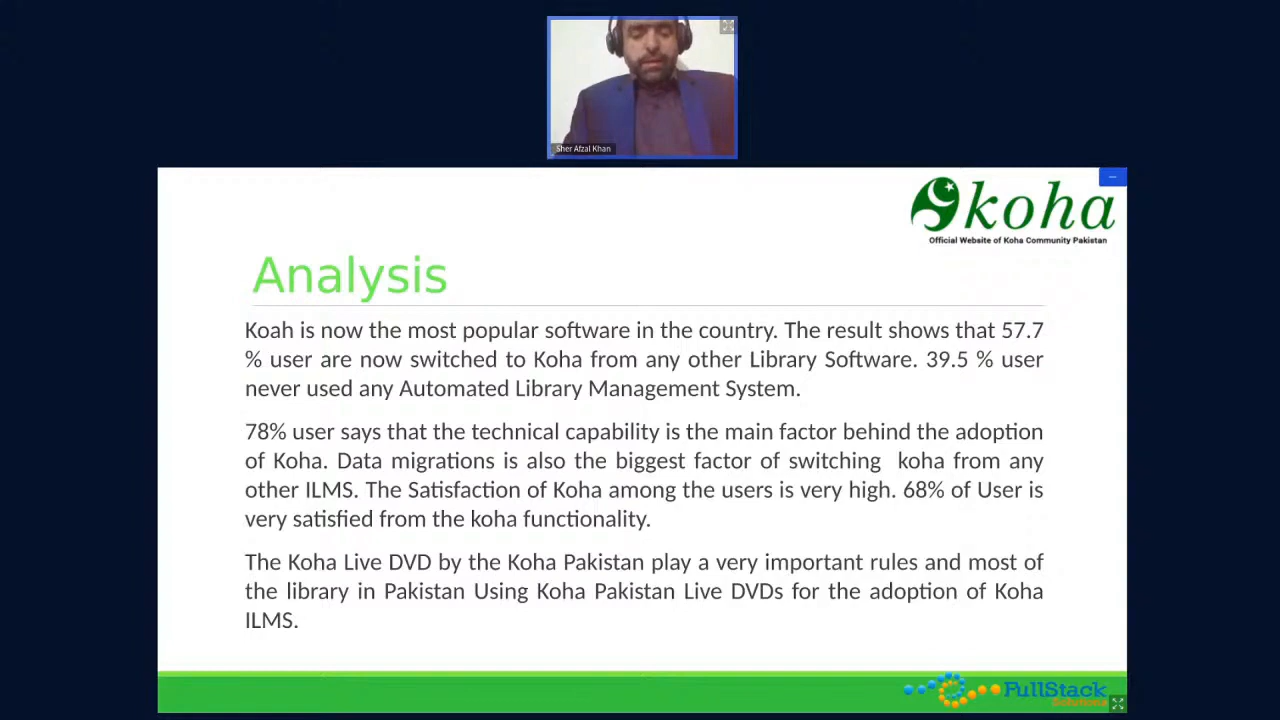 Sher Afzal Khan
koha
Official Website of Koha Community Pakistan
Analysis
Koah is now the most popular software in the country. The result shows that 57.7
% user are now switched to Koha from any other Library Software. 39.5 % user
never used any Automated Library Management System.
78% user says that the technical capability is the main factor behind the adoption
of Koha. Data migrations is also the biggest factor of switching koha from any
other ILMS. The Satisfaction of Koha among the users is very high. 68% of User is
very satisfied from the koha functionality.
The Koha Live DVD by the Koha Pakistan play a very important rules and most of
the library in Pakistan Using Koha Pakistan Live DVDs for the adoption of Koha
ILMS.
FullStack
Solutions